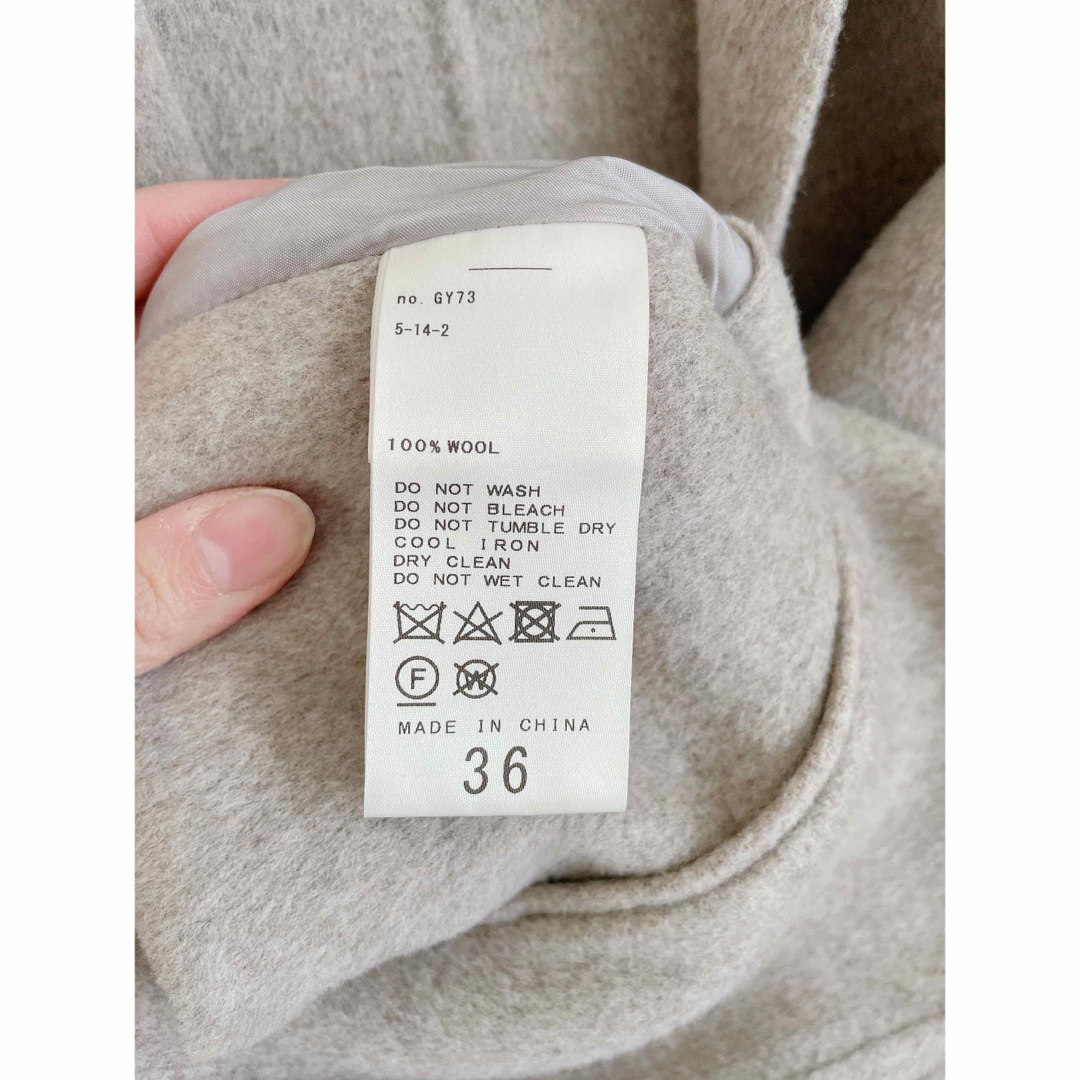 no. GY73
5-14-2
100% WOOL
DO NOT WASH
DO NOT BLEACH
DO NOT TUMBLE DRY
COOL IRON
DRY CLEAN
DO NOT WET CLEAN
F W
MADE IN CHINA
36